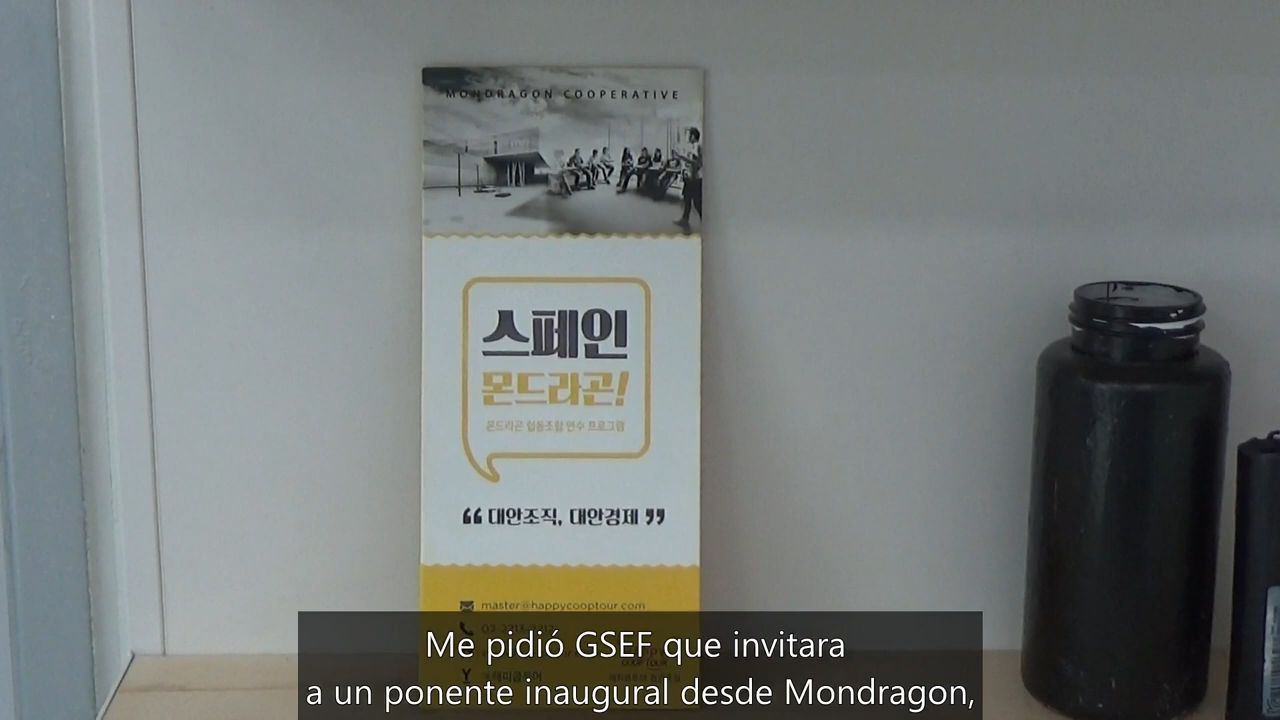 MONDRAGON COOPERATIVE
스페인
몬드라곤!
몬드라곤 협동조합 연수 프로그램
❝ 대안조직, 대안경제 ❞
master@happycooptour.com
COOP TOUR
Me pidió GSEF que invitara
a un ponente inaugural desde Mondragon,